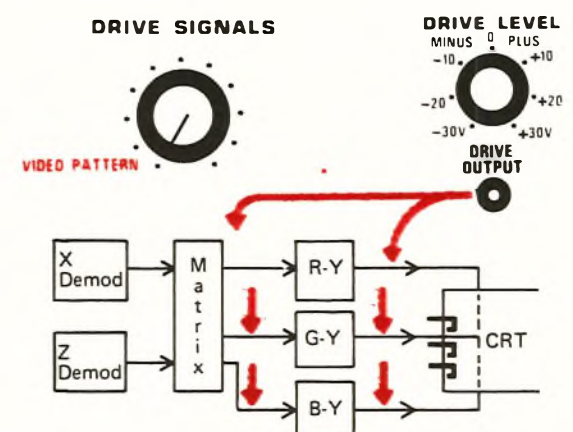 DRIVE SIGNALS
VIDEO PATTERN
DRIVE LEVEL
MINUS 0 PLUS
-10 +10
-20 +20
-30V +30V
DRIVE
OUTPUT
X
Demod
Z
Demod
Matrix
R-Y
G-Y
B-Y
CRT